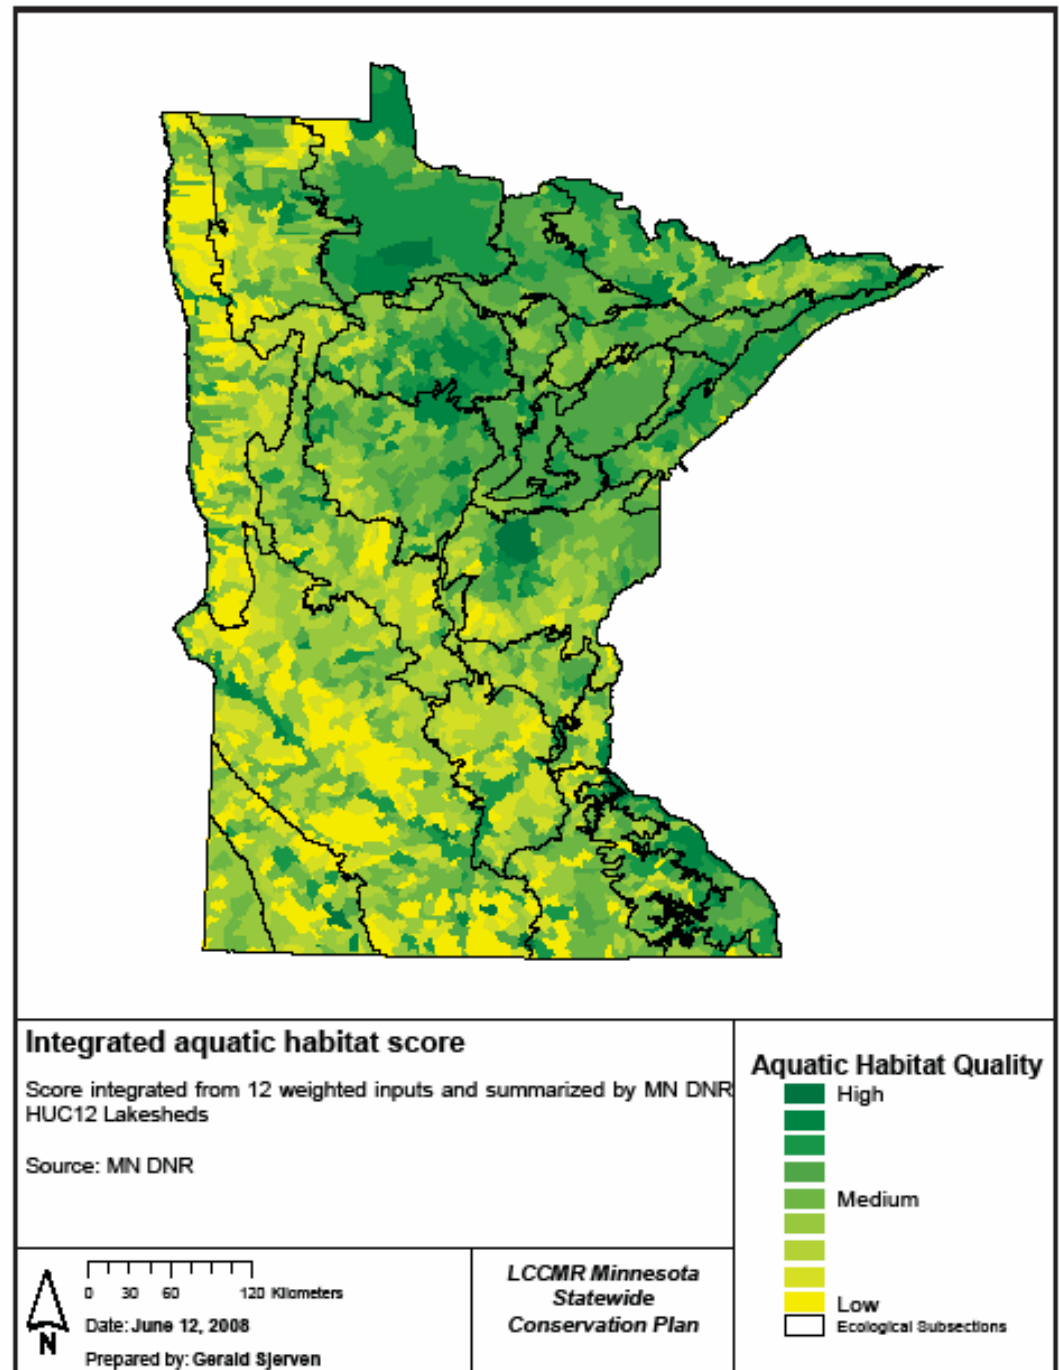 Integrated aquatic habitat score
Score integrated from 12 weighted inputs and summarized by MN DNR
HUC12 Lakesheds
Source: MN DNR
Aquatic Habitat Quality
High
Medium
Low
Ecological Subsections
0 30 60 120 Kilometers
N
Date: June 12, 2008
Prepared by: Gerald Sjerven
LCCMR Minnesota
Statewide
Conservation Plan